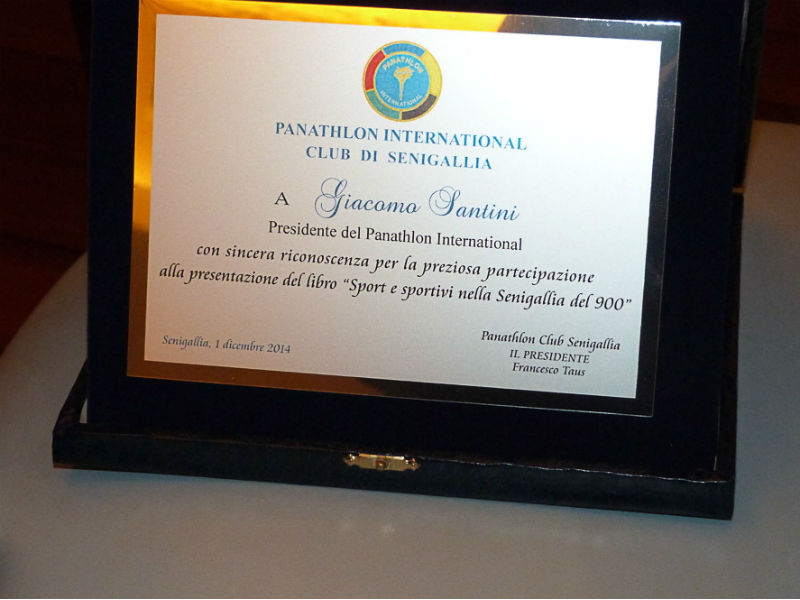 PANATHLON
INTERNATIONAL
PANATHLON INTERNATIONAL
CLUB DI SENIGALLIA
A Giacomo Santini
Presidente del Panathlon International
con sincera riconoscenza per la preziosa partecipazione
alla presentazione del libro “Sport e sportivi nella Senigallia del 900”
Senigallia, 1 dicembre 2014
Panathlon Club Senigallia
IL PRESIDENTE
Francesco Taus